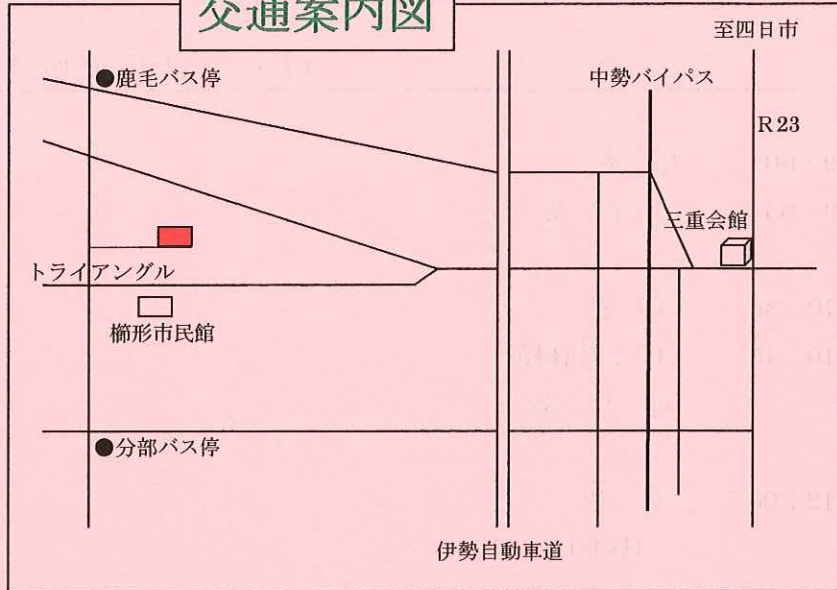 交通案内図
至四日市
●鹿毛バス停
中勢バイパス
R23
三重会館
トライアングル
櫛形市民館
●分部バス停
伊勢自動車道